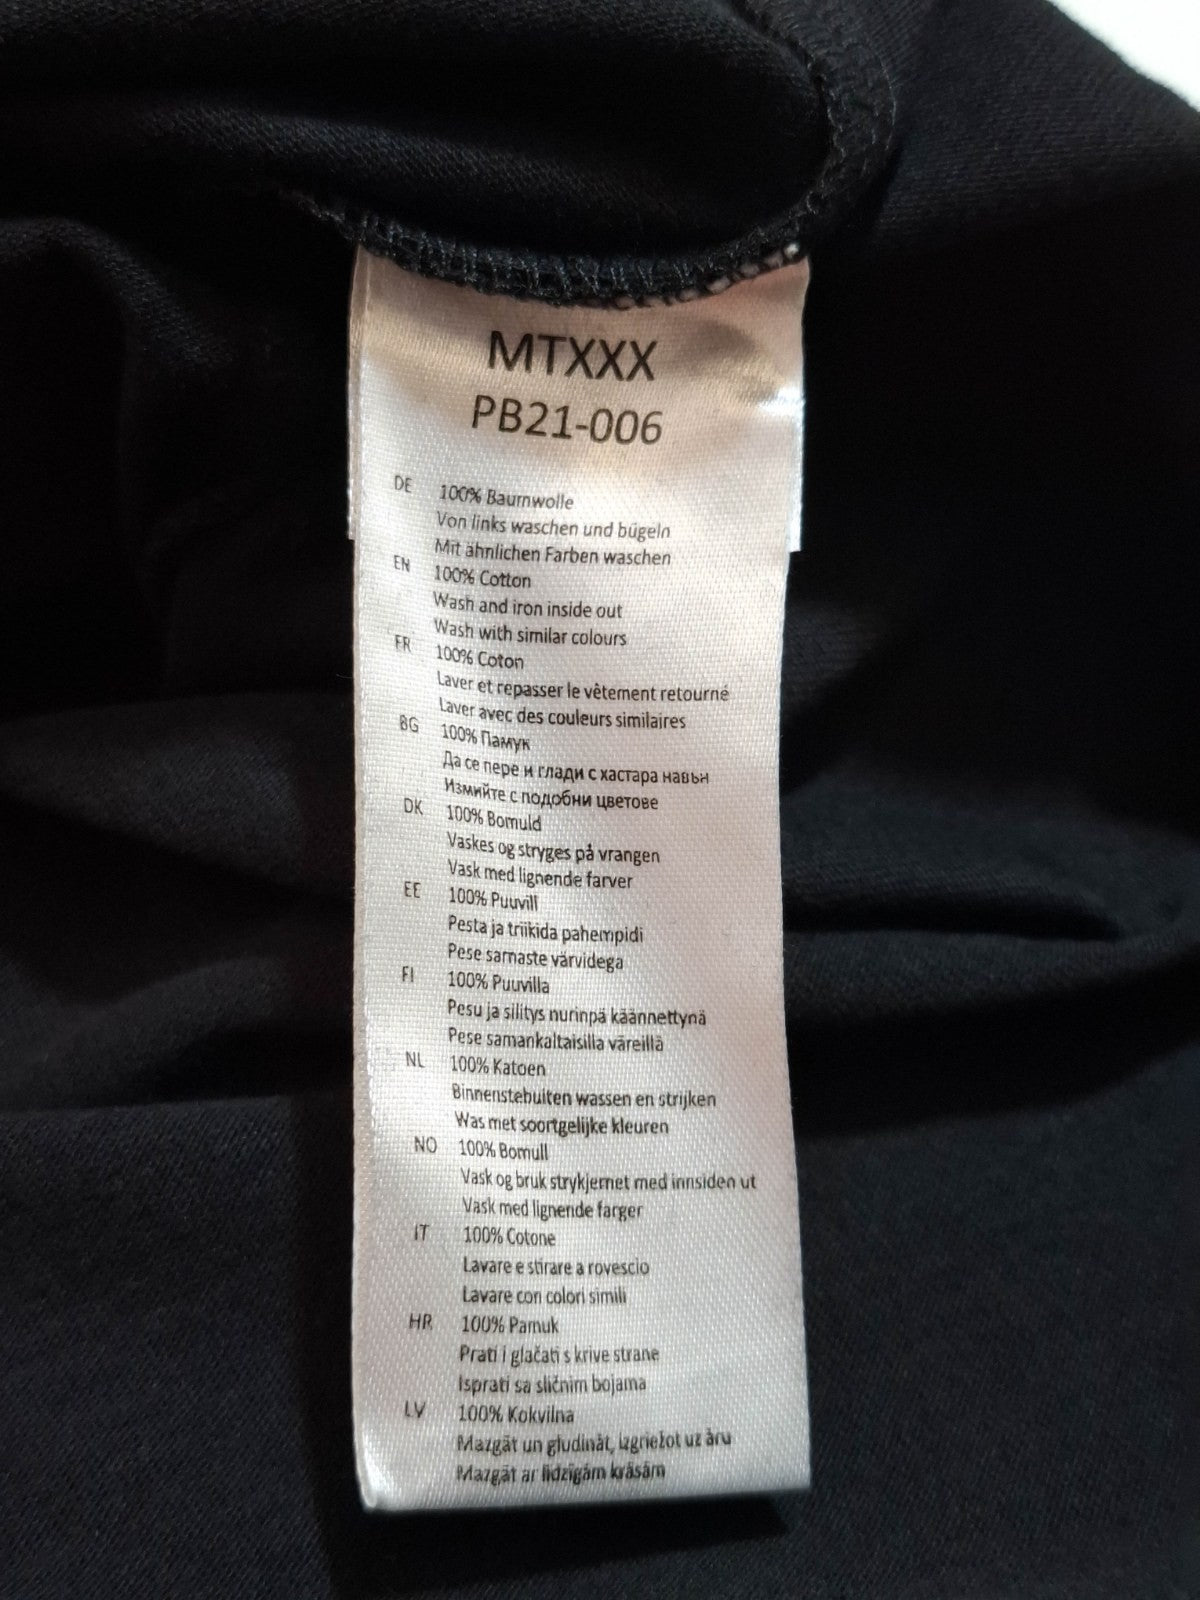 MTXXX
PB21-006
DE 100% Baumwolle
Von links waschen und bügeln
Mit ähnlichen Farben waschen
EN 100% Cotton
Wash and iron inside out
Wash with similar colours
FR 100% Coton
Laver et repasser le vêtement retourné
Laver avec des couleurs similaires
BG 100% Памук
Да се пере и глади с хастара навън
Измийте с подобни цветове
DK 100% Bomuld
Vaskes og stryges på vrangen
Vask med lignende farver
EE 100% Puuvill
Pesta ja triikida pahempidi
Pese sarnaste värvidega
FI 100% Puuvilla
Pesu ja silitys nurinpä käännettynä
Pese samankaltaisilla väreillä
NL 100% Katoen
Binnenstebuiten wassen en strijken
Was met soortgelijke kleuren
NO 100% Bomull
Vask og bruk strykjernet med innsiden ut
Vask med lignende farger
IT 100% Cotone
Lavare e stirare a rovescio
Lavare con colori simili
HR 100% Pamuk
Prati i glačati s krive strane
Isprati sa sličnim bojama
LV 100% Kokvilna
Mazgāt un gludināt, izgriežot uz āru
Mazgāt ar līdzīgām krāsām